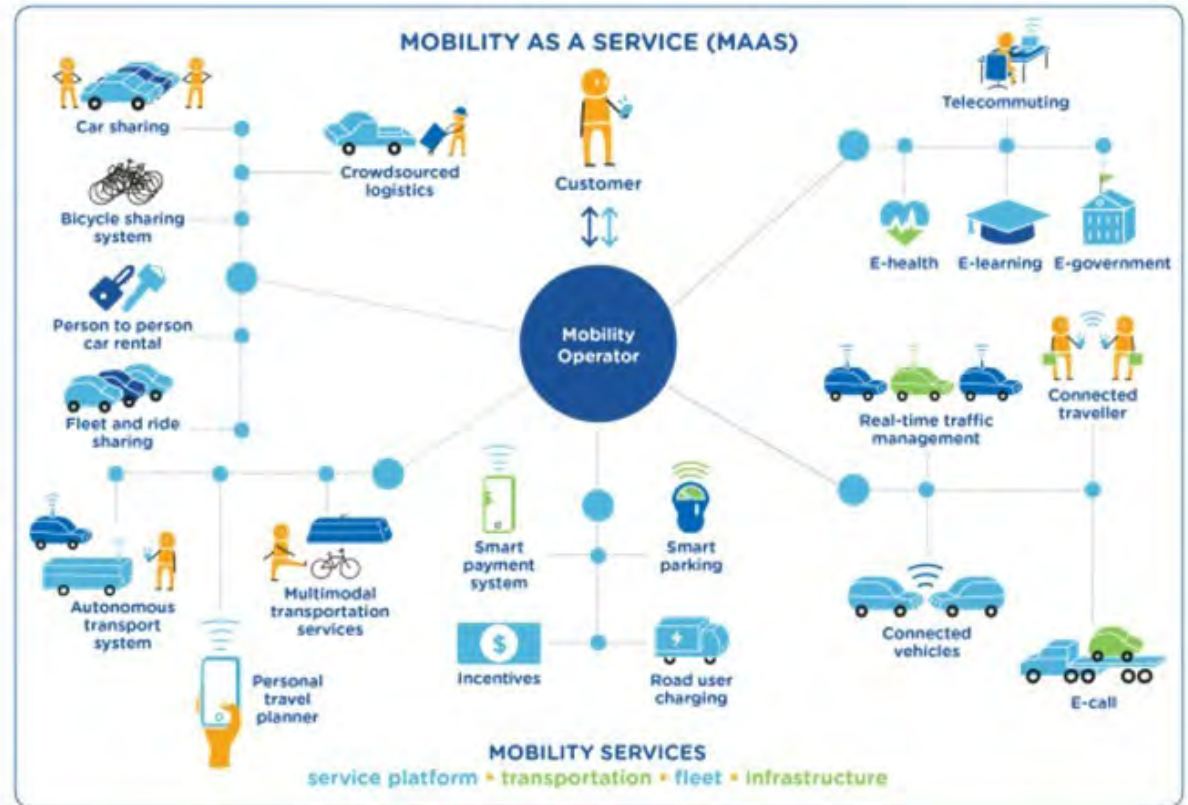 MOBILITY AS A SERVICE (MAAS)
Car sharing
Crowdsourced
logistics
Bicycle sharing
system
Person to person
car rental
Fleet and ride
sharing
Customer
Mobility
Operator
Telecommuting
E-health
E-learning
E-government
Real-time traffic
management
Connected
traveller
Connected
vehicles
E-call
Autonomous
transport
system
Personal
travel
planner
Multimodal
transportation
services
Smart
payment
system
Smart
parking
$
Incentives
Road user
charging
MOBILITY SERVICES
service platform • transportation • fleet • infrastructure